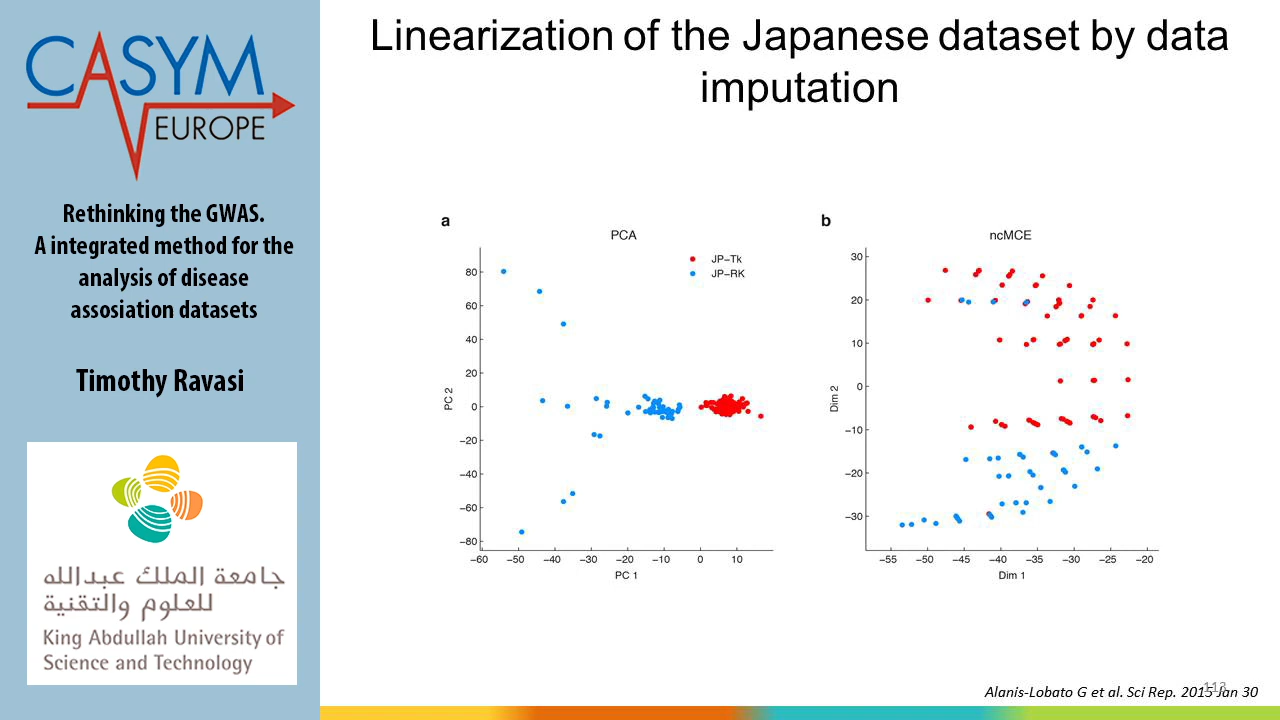 CASYM
EUROPE
Rethinking the GWAS.
A integrated method for the
analysis of disease
assosiation datasets
Timothy Ravasi
جامعة الملك عبدالله
للعلوم والتقنية
King Abdullah University of
Science and Technology
Linearization of the Japanese dataset by data
imputation
a
PCA
JP–Tk
JP–RK
80
60
40
20
0
−20
−40
−60
−80
PC 2
−60 −50 −40 −30 −20 −10 0 10
PC 1
b
ncMCE
30
20
10
0
−10
−20
−30
Dim 2
−55 −50 −45 −40 −35 −30 −25 −20
Dim 1
Alanis-Lobato G et al. Sci Rep. 2015 Jan 30